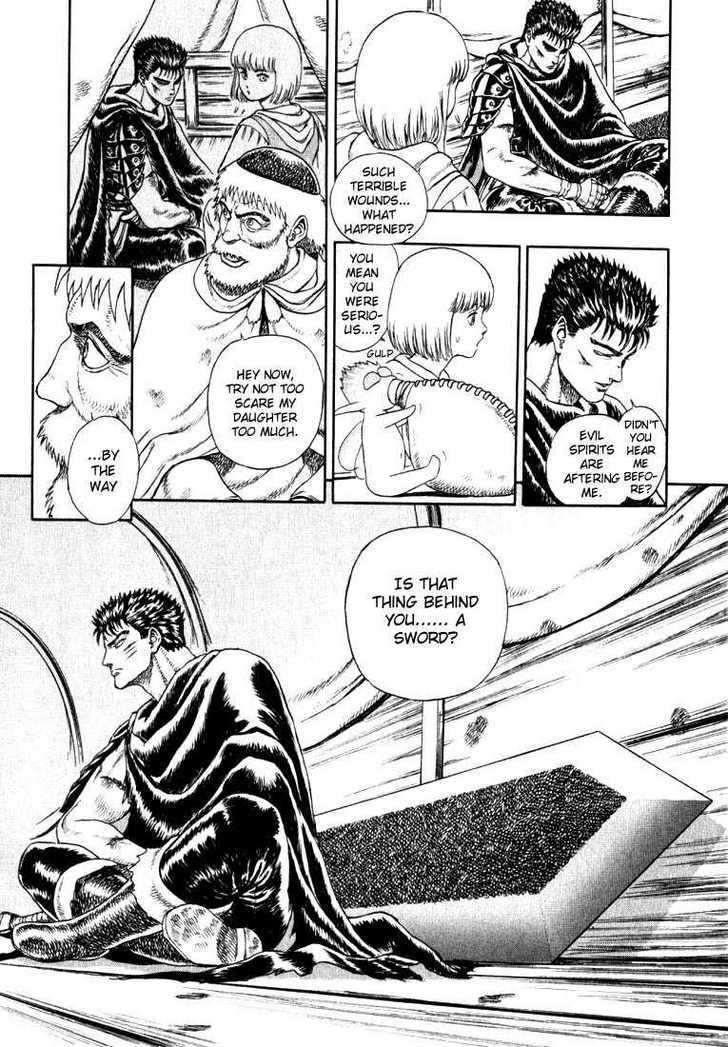 SUCH
TERRIBLE
WOUNDS...
WHAT
HAPPENED?
DIDN'T
YOU
HEAR
ME
BEFO-
RE?
EVIL
SPIRITS
ARE
AFTERING
ME.
YOU
MEAN
YOU
WERE
SERIO-
US...?
GULP
HEY NOW,
TRY NOT TOO
SCARE MY
DAUGHTER
TOO MUCH.
...BY
THE
WAY
IS THAT
THING BEHIND
YOU...... A
SWORD?